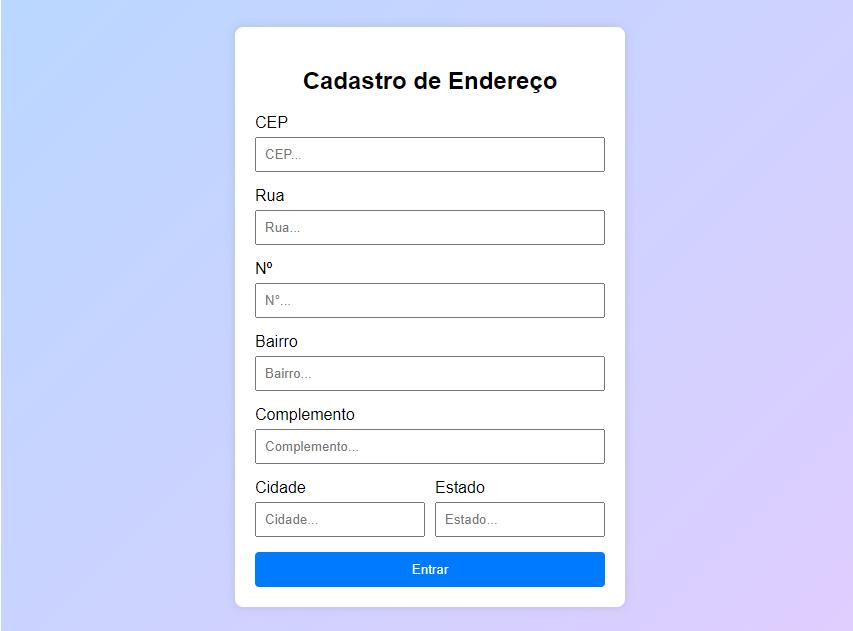 Cadastro de Endereço
CEP
CEP...
Rua
Rua...
Nº
N°...
Bairro
Bairro...
Complemento
Complemento...
Cidade Estado
Cidade... Estado...
Entrar